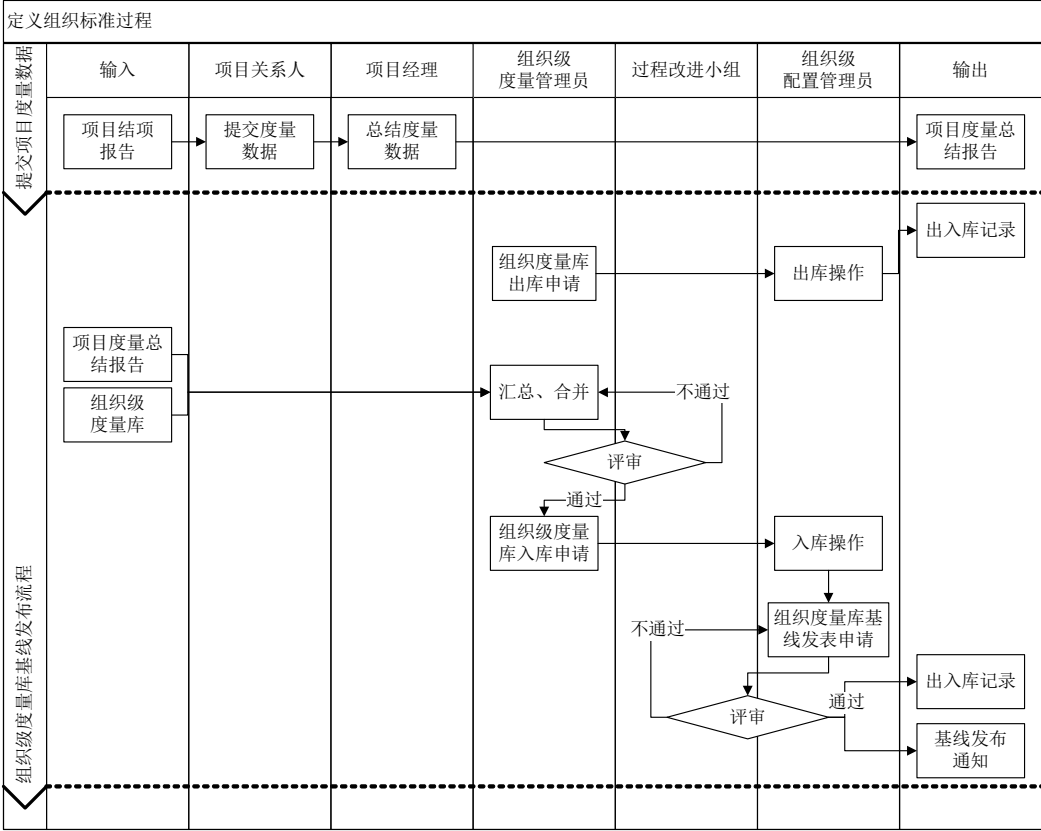 定义组织标准过程
提交项目度量数据
输入
项目关系人
项目经理
组织级
度量管理员
过程改进小组
组织级
配置管理员
输出
项目结项
报告
提交度量
数据
总结度量
数据
项目度量总
结报告
组织级度量库基线发布流程
出入库记录
组织度量库
出库申请
出库操作
项目度量总
结报告
组织级
度量库
汇总、合并
不通过
评审
通过
组织级度量
库入库申请
入库操作
组织度量库基
线发表申请
不通过
评审
通过
出入库记录
基线发布
通知